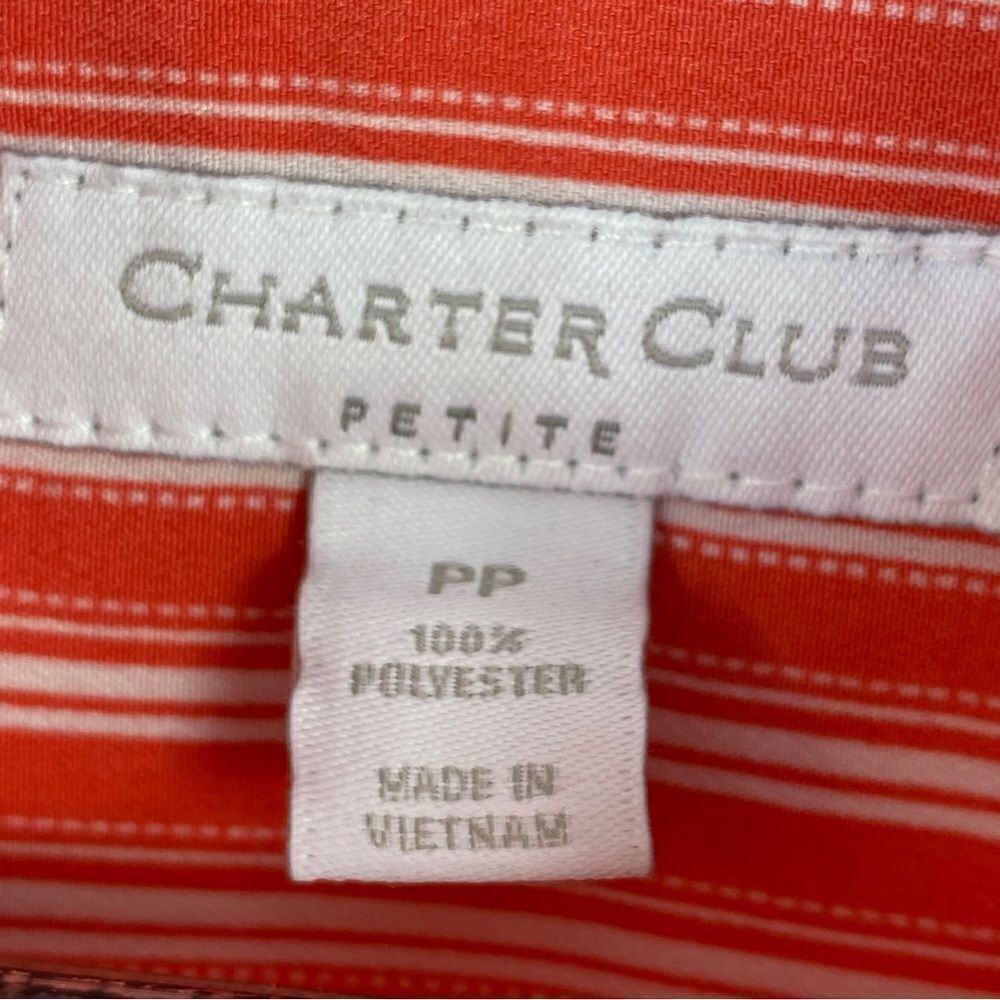 CHARTER CLUB
PETITE
PP
100%
POLYESTER
MADE IN
VIETNAM